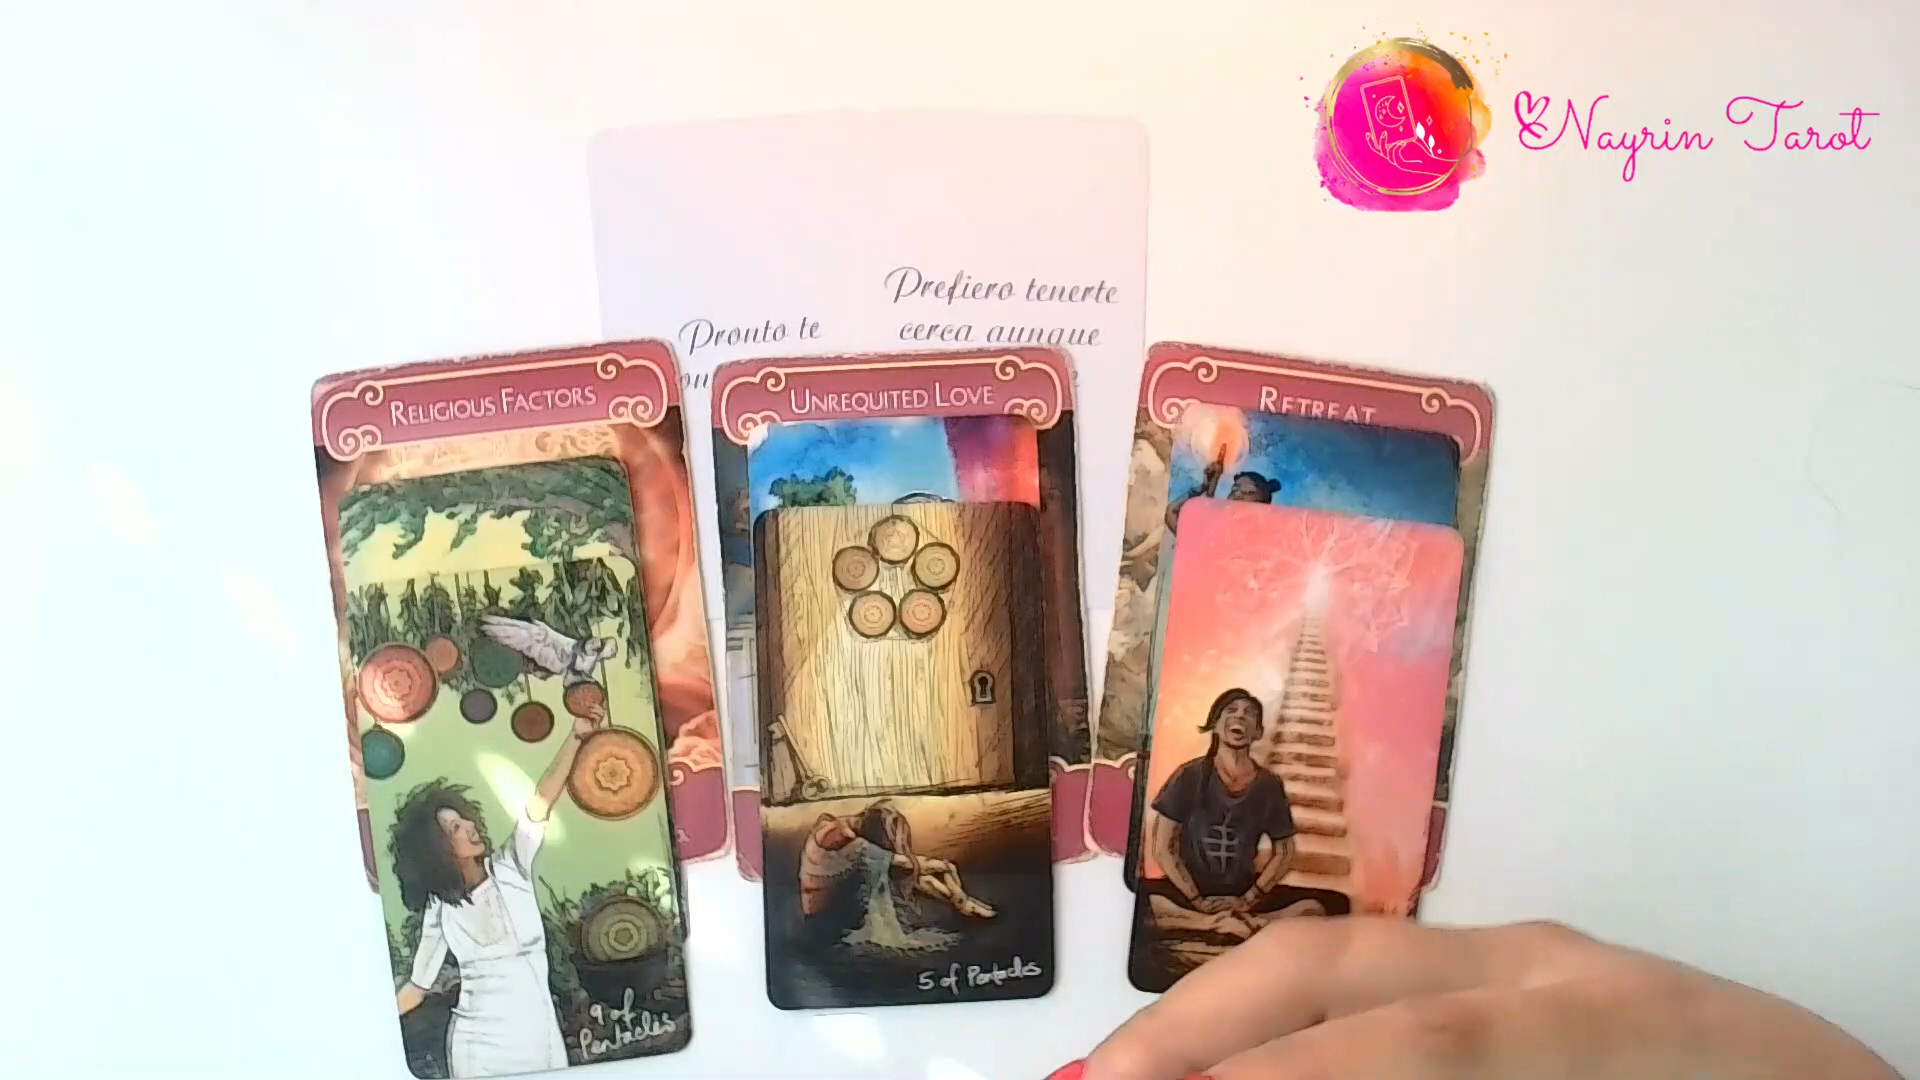 Nayrin Tarot
Prefiero tenerte
cerca aunque
Pronto te
RELIGIOUS FACTORS
UNREQUITED LOVE
RETREAT
9 of
Pentacles
5 of Pentacles